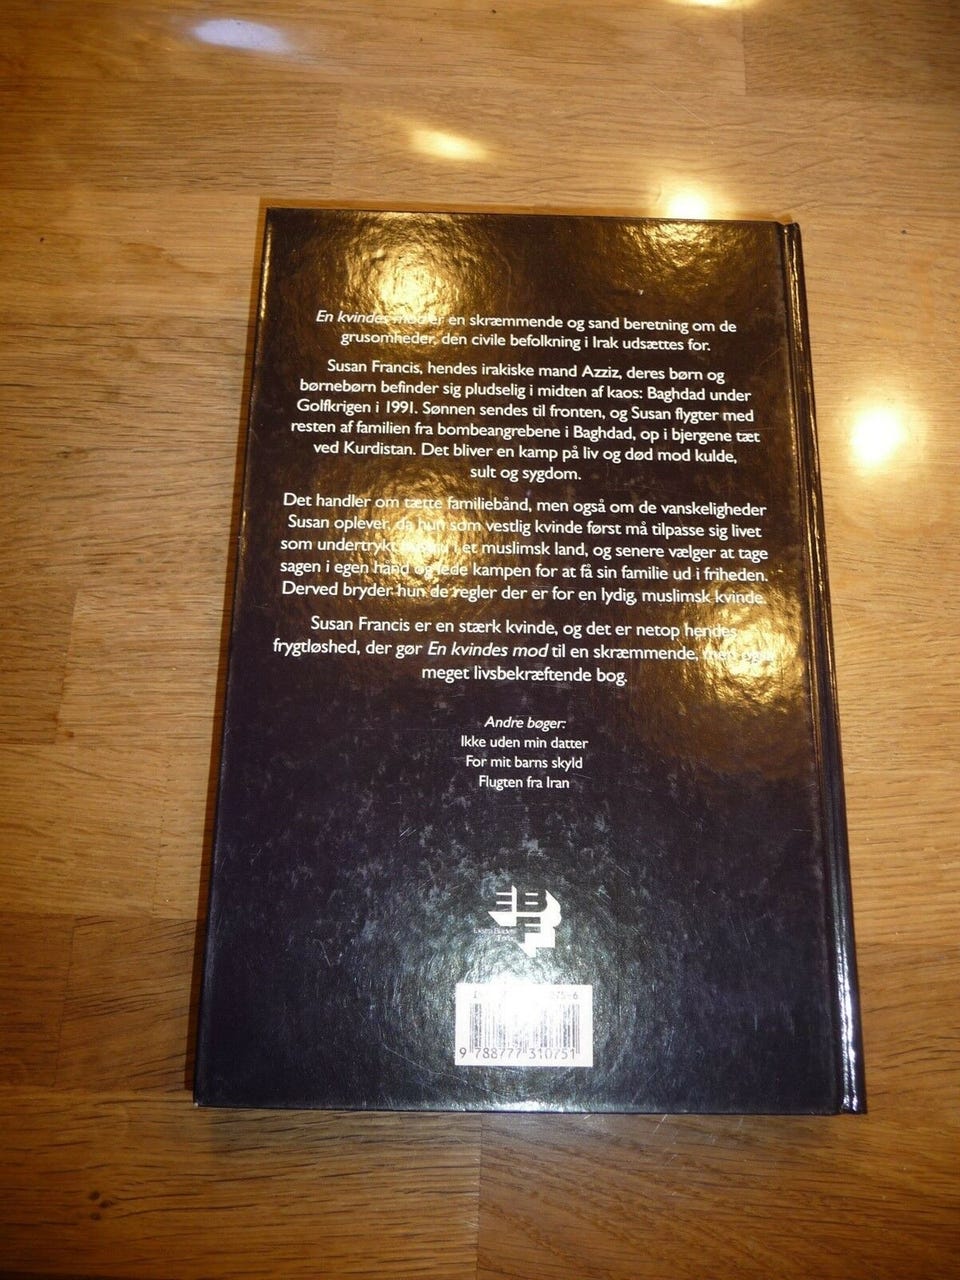 En kvindes mod er en skræmmende og sand beretning om de
grusomheder, den civile befolkning i Irak udsættes for.
Susan Francis, hendes irakiske mand Azziz, deres børn og
børnebørn befinder sig pludselig i midten af kaos: Baghdad under
Golfkrigen i 1991. Sønnen sendes til fronten, og Susan flygter med
resten af familien fra bombeangrebene i Baghdad, op i bjergene tæt
ved Kurdistan. Det bliver en kamp på liv og død mod kulde,
sult og sygdom.
Det handler om tætte familiebånd, men også om de vanskeligheder
Susan oplever, da hun som vestlig kvinde først må tilpasse sig livet
som undertrykt i et muslimsk land, og senere vælger at tage
sagen i egen hånd og lede kampen for at få sin familie ud i friheden.
Derved bryder hun de regler der er for en lydig, muslimsk kvinde.
Susan Francis er en stærk kvinde, og det er netop hendes
frygtløshed, der gør En kvindes mod til en skræmmende, men
meget livsbekræftende bog.
Andre bøger:
Ikke uden min datter
For mit barns skyld
Flugten fra Iran
EBF
9 788777 310751